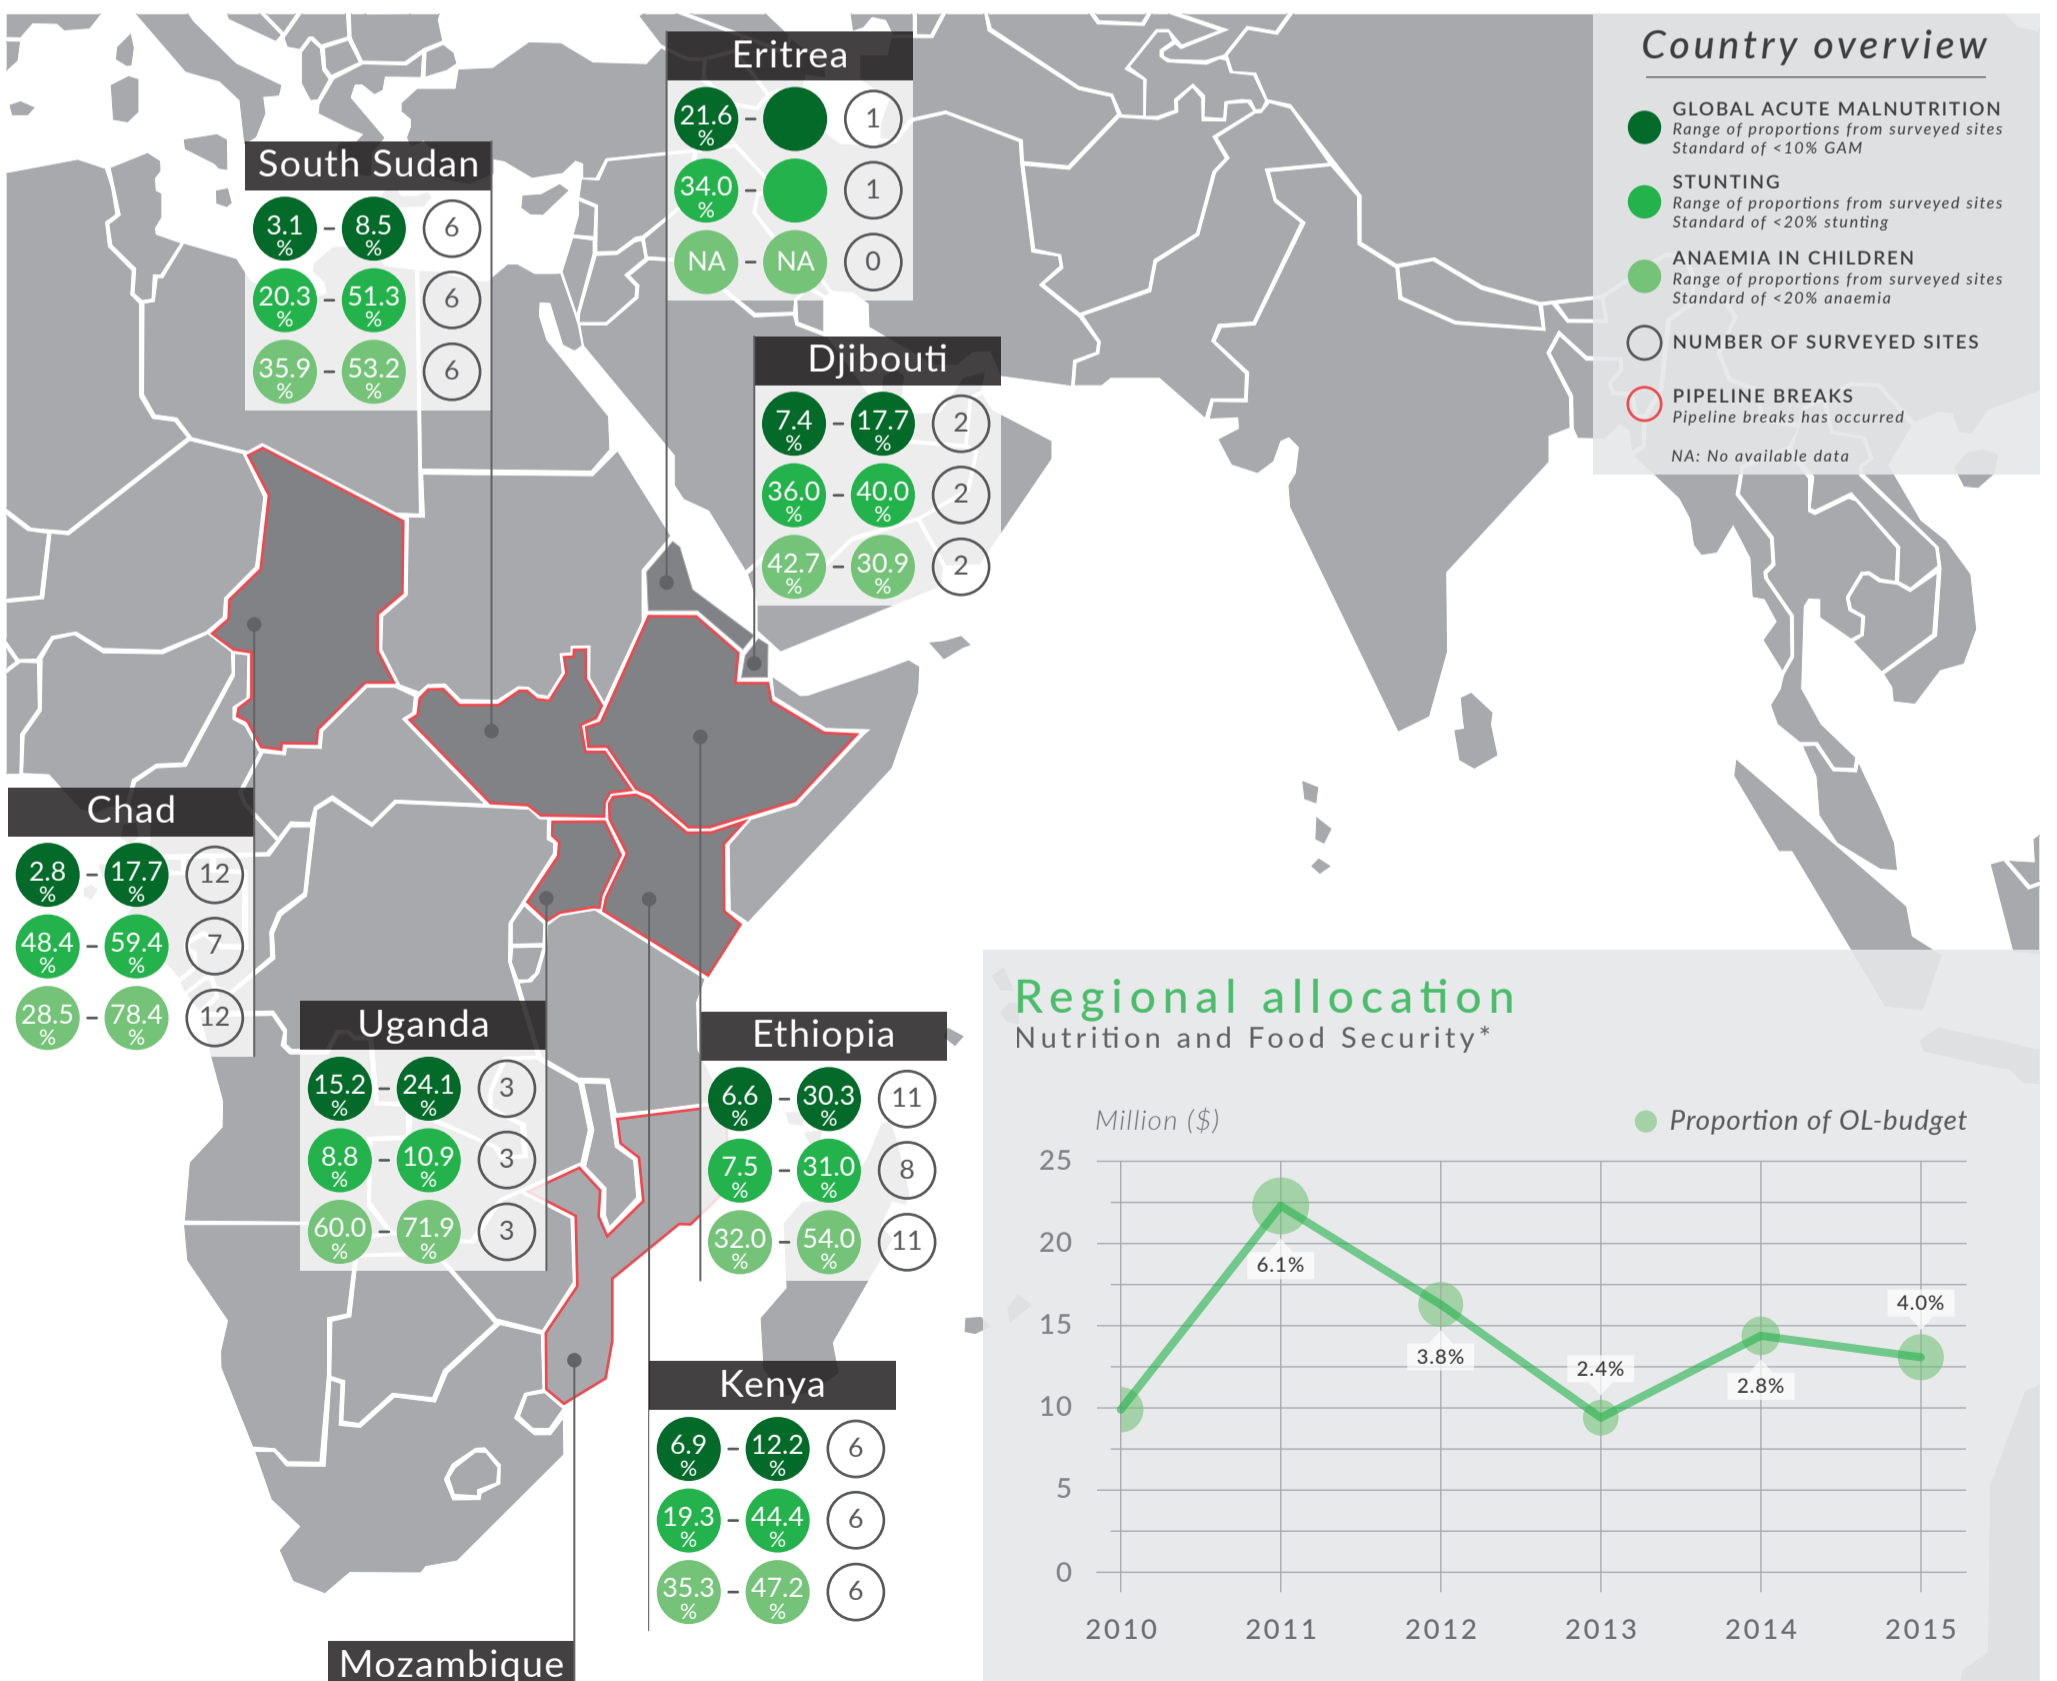 Eritrea
21.6
%
–
1
34.0
%
–
1
NA – NA 0
South Sudan
3.1 % – 8.5 % 6
20.3 % – 51.3 % 6
35.9 % – 53.2 % 6
Djibouti
7.4 % – 17.7 % 2
36.0 % – 40.0 % 2
42.7 % – 30.9 % 2
Chad
2.8 % – 17.7 % 12
48.4 % – 59.4 % 7
28.5 % – 78.4 % 12
Uganda
15.2 % – 24.1 % 3
8.8 % – 10.9 % 3
60.0 % – 71.9 % 3
Ethiopia
6.6 % – 30.3 % 11
7.5 % – 31.0 % 8
32.0 % – 54.0 % 11
Kenya
6.9 % – 12.2 % 6
19.3 % – 44.4 % 6
35.3 % – 47.2 % 6
Mozambique
Country overview
GLOBAL ACUTE MALNUTRITION
Range of proportions from surveyed sites
Standard of <10% GAM
STUNTING
Range of proportions from surveyed sites
Standard of <20% stunting
ANAEMIA IN CHILDREN
Range of proportions from surveyed sites
Standard of <20% anaemia
NUMBER OF SURVEYED SITES
PIPELINE BREAKS
Pipeline breaks has occurred
NA: No available data
Regional allocation
Nutrition and Food Security*
Million ($)
Proportion of OL-budget
25
20
15
10
5
0
6.1%
3.8%
2.4%
2.8%
4.0%
2010 2011 2012 2013 2014 2015